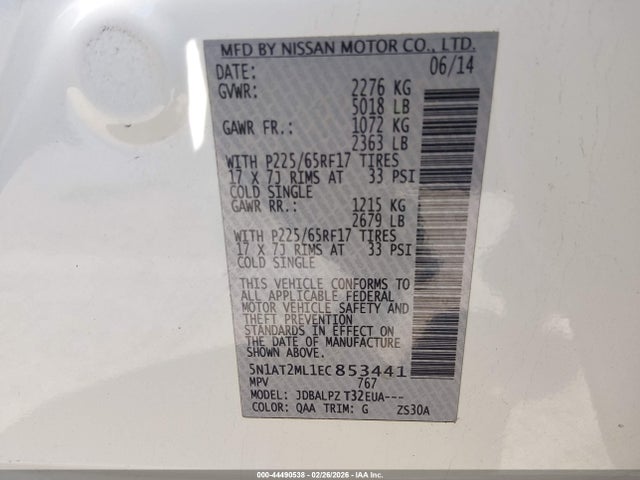 MFD BY NISSAN MOTOR CO., LTD.
DATE: 06/14
GVWR: 2276 KG
5018 LB
GAWR FR.: 1072 KG
2363 LB
WITH P225/65RF17 TIRES
17 X 7J RIMS AT 33 PSI
COLD SINGLE
GAWR RR.: 1215 KG
2679 LB
WITH P225/65RF17 TIRES
17 X 7J RIMS AT 33 PSI
COLD SINGLE
THIS VEHICLE CONFORMS TO
ALL APPLICABLE FEDERAL
MOTOR VEHICLE SAFETY AND
THEFT PREVENTION
STANDARDS IN EFFECT ON
THE DATE OF MANUFACTURE
SHOWN ABOVE.
5N1AT2ML1EC853441
MPV 767
MODEL: JDBALPZ T32EUA---
COLOR: QAA TRIM: G ZS30A
000-44490538 - 02/26/2026 - IAA Inc.